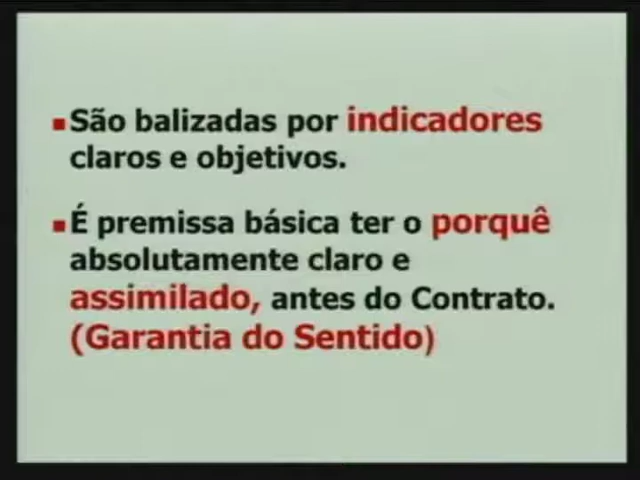 São balizadas por indicadores
claros e objetivos.
É premissa básica ter o porquê
absolutamente claro e
assimilado, antes do Contrato.
(Garantia do Sentido)